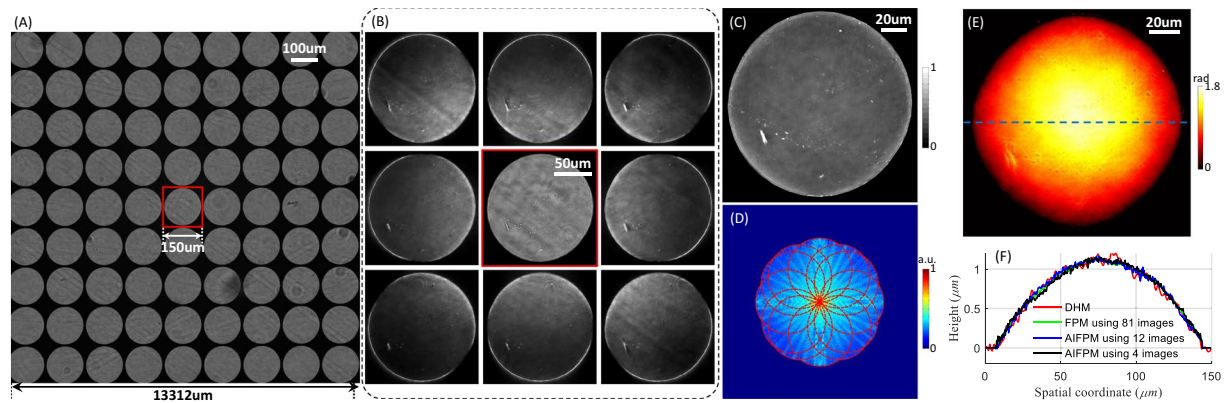 (A)
100um
150um
13312um
(B)
50um
(C)
20um
1
0
(D)
a.u.
1
0
(E)
20um
rad
1.8
0
(F)
Height (μm)
1
0.5
0
DHM
FPM using 81 images
AIFPM using 12 images
AIFPM using 4 images
0 50 100 150
Spatial coordinate (μm)